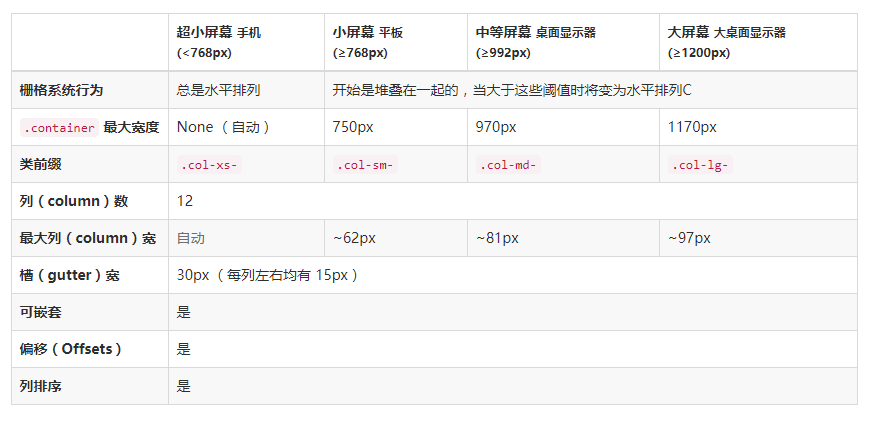 超小屏幕 手机 (<768px) 小屏幕 平板 (≥768px) 中等屏幕 桌面显示器 (≥992px) 大屏幕 大桌面显示器 (≥1200px)
栅格系统行为 总是水平排列 开始是堆叠在一起的，当大于这些阈值时将变为水平排列C
.container 最大宽度 None （自动） 750px 970px 1170px
类前缀 .col-xs- .col-sm- .col-md- .col-lg-
列（column）数 12
最大列（column）宽 自动 ~62px ~81px ~97px
槽（gutter）宽 30px （每列左右均有 15px）
可嵌套 是
偏移（Offsets） 是
列排序 是